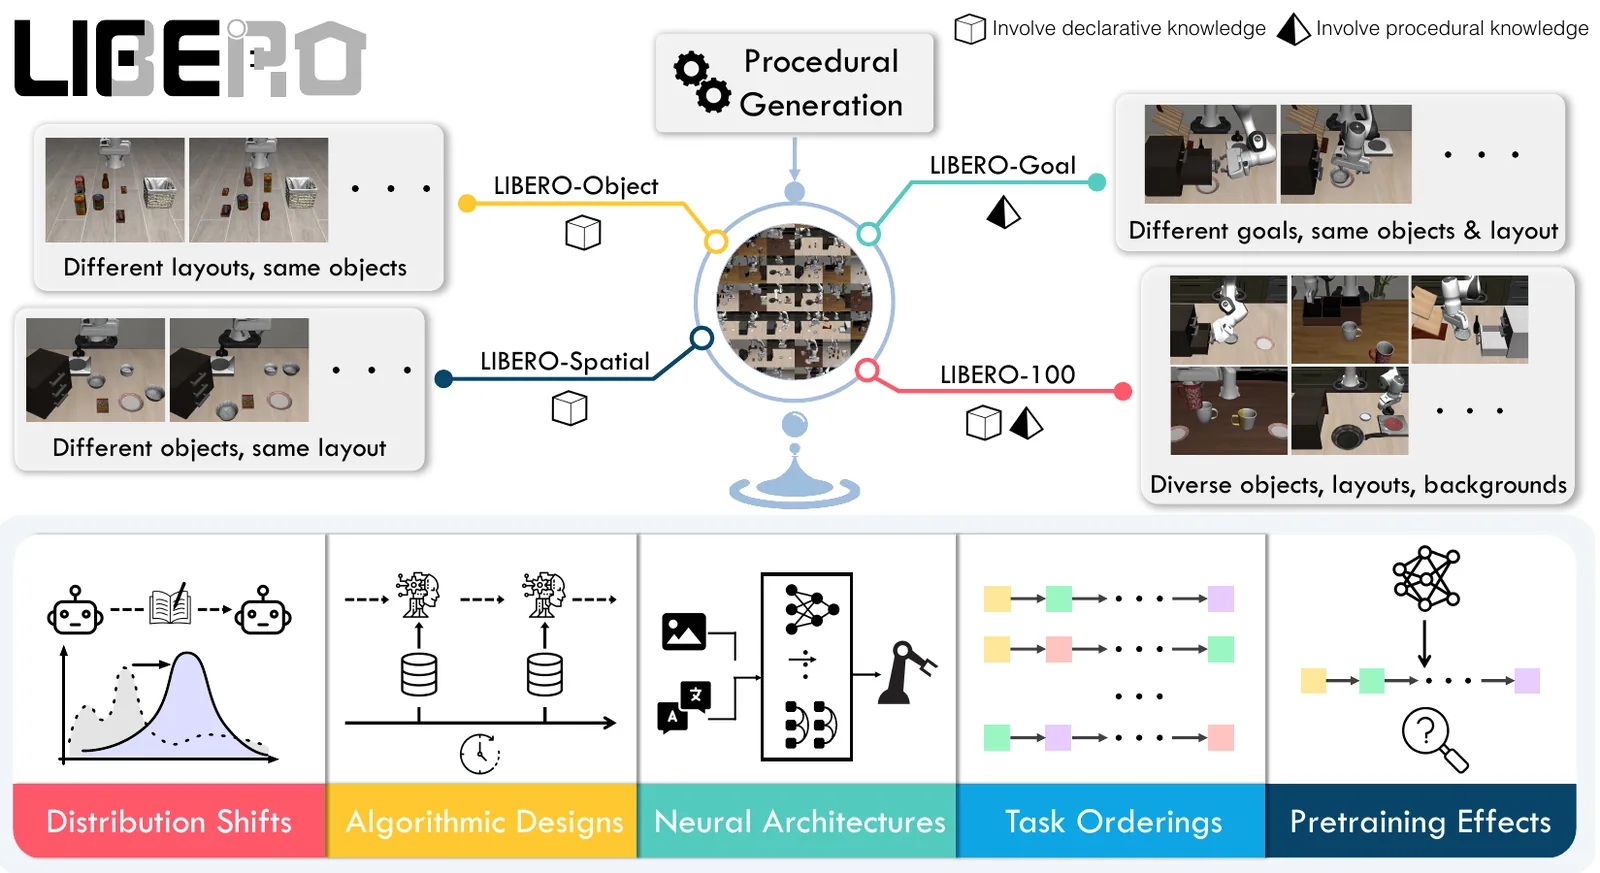 LIBERO
Involve declarative knowledge
Involve procedural knowledge
Procedural
Generation
LIBERO-Object
Different layouts, same objects
LIBERO-Goal
Different goals, same objects & layout
LIBERO-Spatial
Different objects, same layout
LIBERO-100
Diverse objects, layouts, backgrounds
文
A
?
Distribution Shifts
Algorithmic Designs
Neural Architectures
Task Orderings
Pretraining Effects